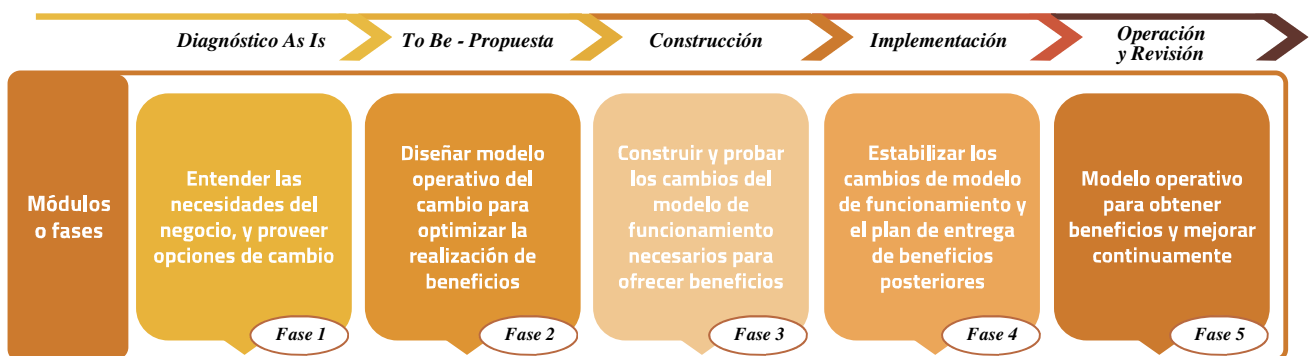 Diagnóstico As Is
To Be - Propuesta
Construcción
Implementación
Operación
y Revisión
Módulos
o fases
Entender las
necesidades del
negocio, y proveer
opciones de cambio
Fase 1
Diseñar modelo
operativo del
cambio para
optimizar la
realización de
beneficios
Fase 2
Construir y probar
los cambios del
modelo de
funcionamiento
necesarios para
ofrecer beneficios
Fase 3
Estabilizar los
cambios de modelo
de funcionamiento y
el plan de entrega
de beneficios
posteriores
Fase 4
Modelo operativo
para obtener
beneficios y mejorar
continuamente
Fase 5